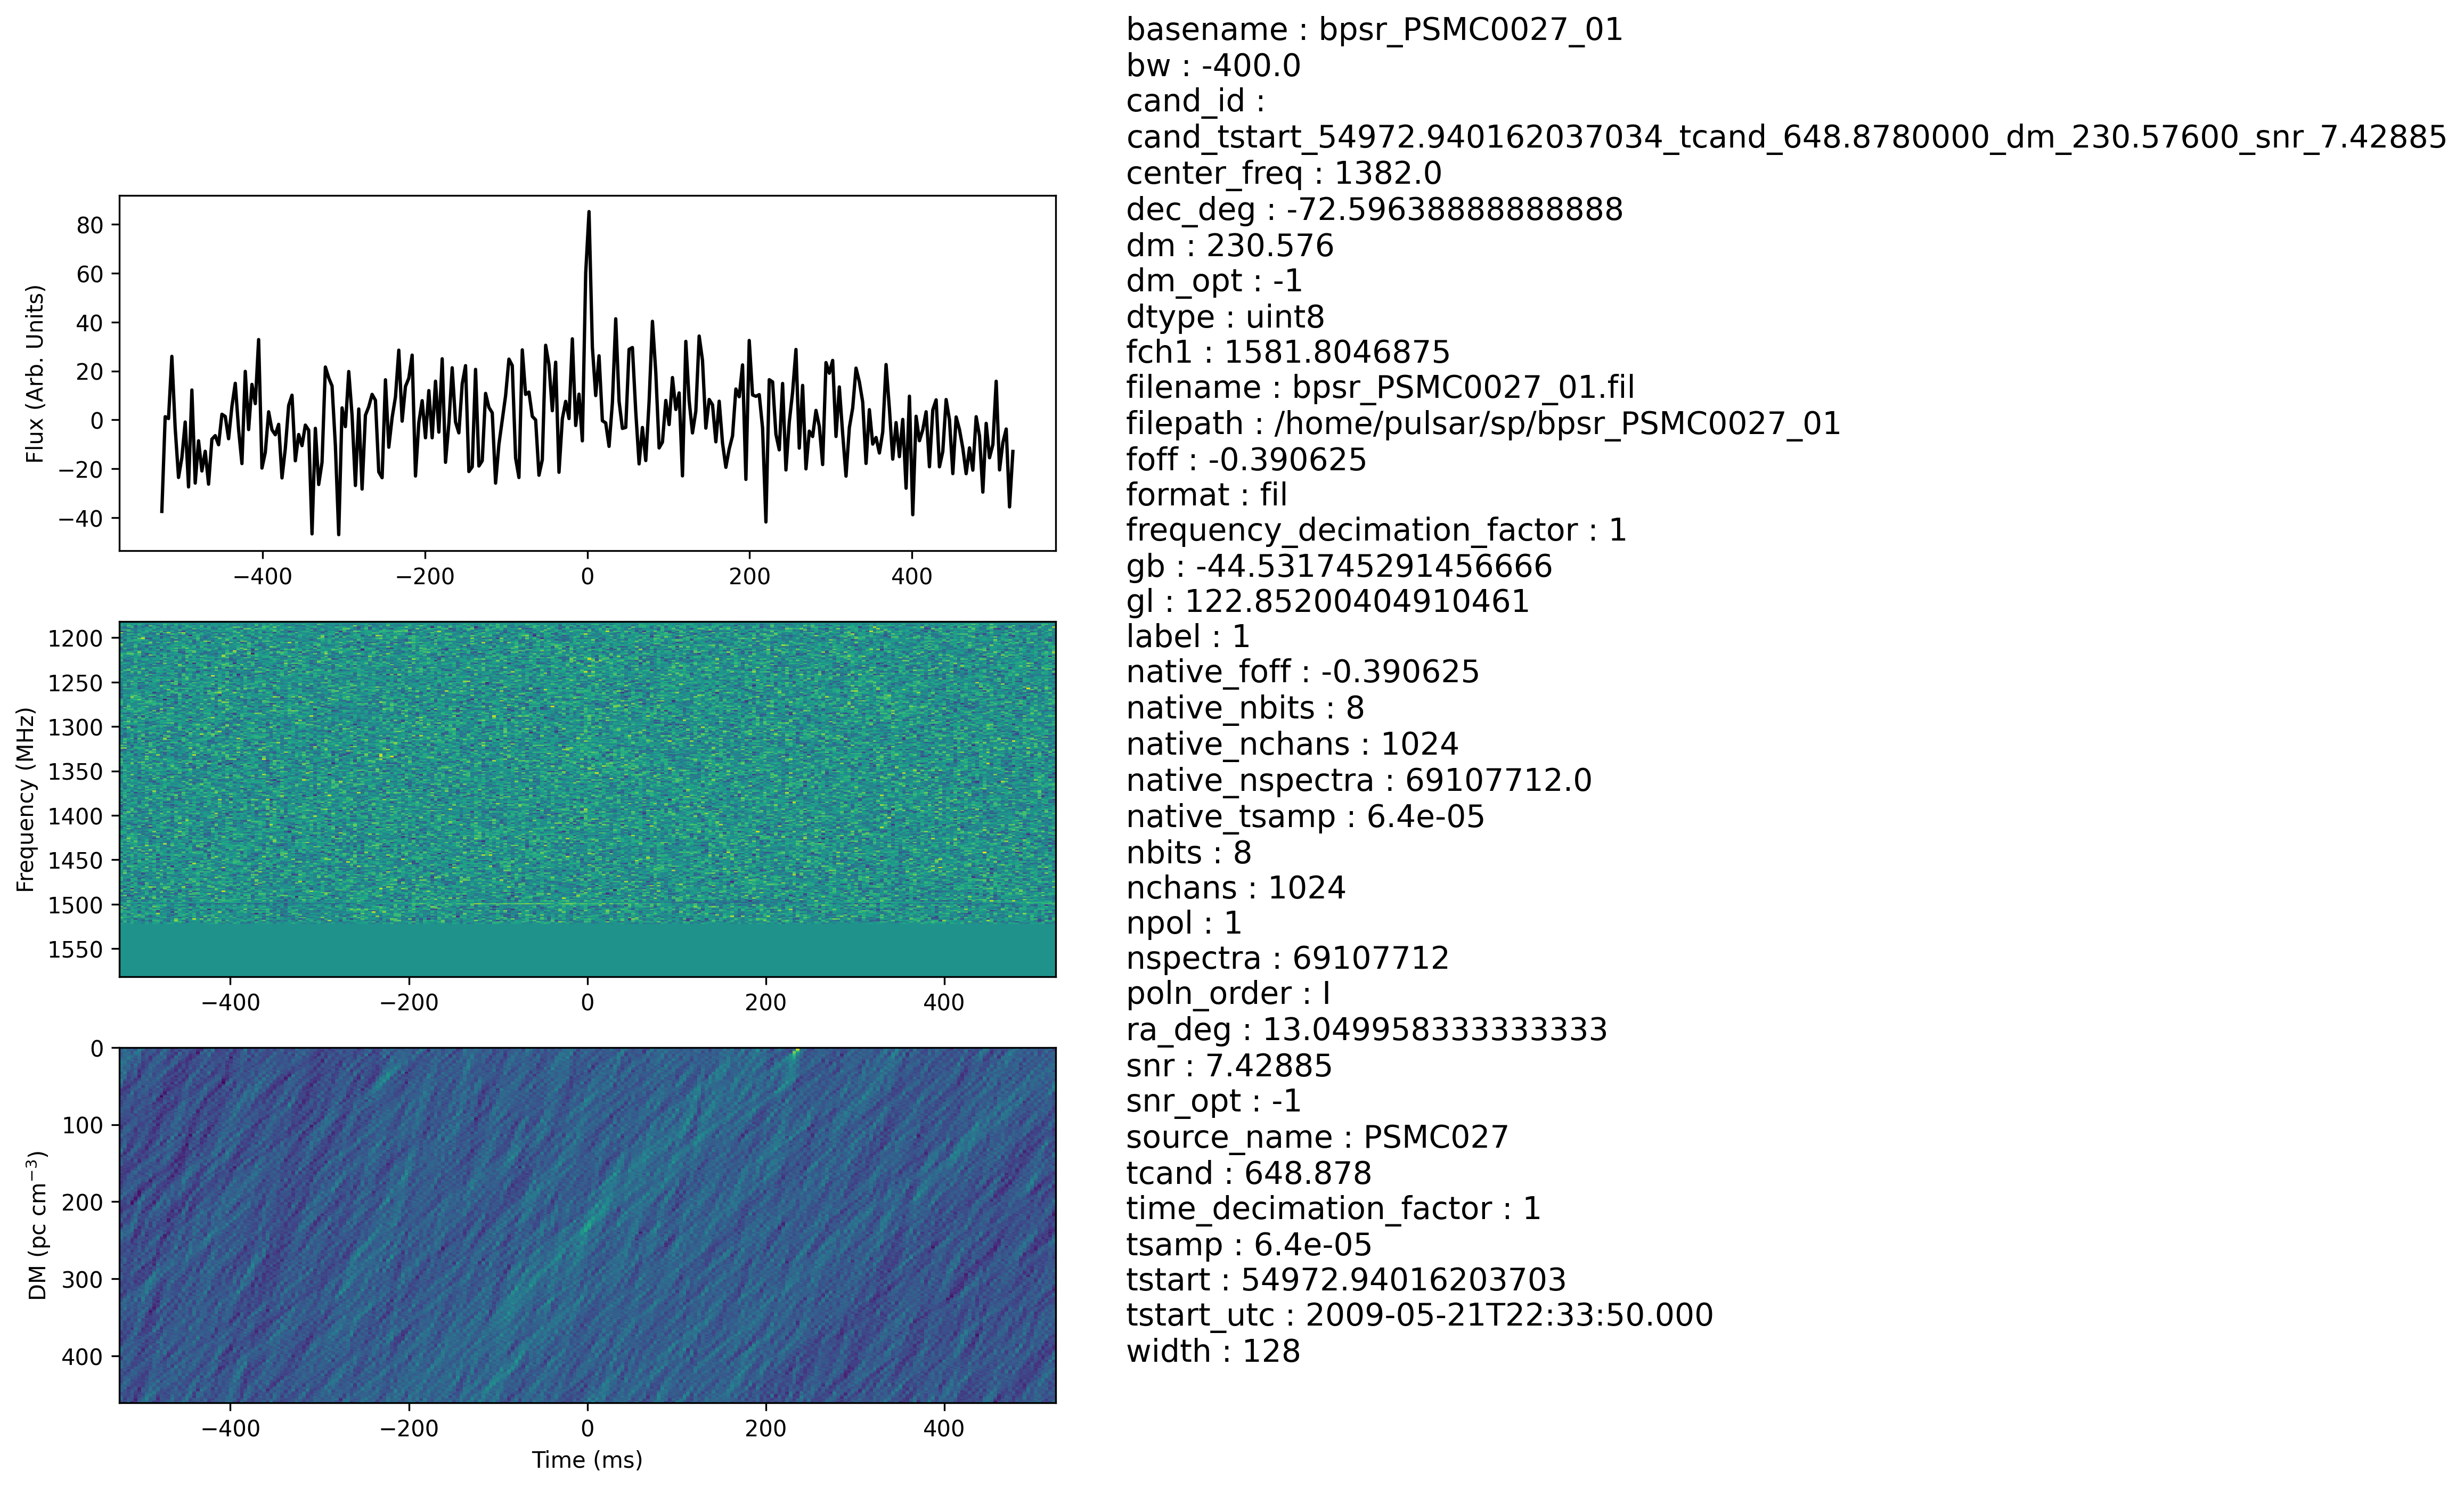 basename : bpsr_PSMC0027_01
bw : -400.0
cand_id :
cand_tstart_54972.940162037034_tcand_648.8780000_dm_230.57600_snr_7.42885
center_freq : 1382.0
dec_deg : -72.59638888888888
dm : 230.576
dm_opt : -1
dtype : uint8
fch1 : 1581.8046875
filename : bpsr_PSMC0027_01.fil
filepath : /home/pulsar/sp/bpsr_PSMC0027_01
foff : -0.390625
format : fil
frequency_decimation_factor : 1
gb : -44.531745291456666
gl : 122.85200404910461
label : 1
native_foff : -0.390625
native_nbits : 8
native_nchans : 1024
native_nspectra : 69107712.0
native_tsamp : 6.4e-05
nbits : 8
nchans : 1024
npol : 1
nspectra : 69107712
poln_order : I
ra_deg : 13.049958333333333
snr : 7.42885
snr_opt : -1
source_name : PSMC027
tcand : 648.878
time_decimation_factor : 1
tsamp : 6.4e-05
tstart : 54972.94016203703
tstart_utc : 2009-05-21T22:33:50.000
width : 128
Flux (Arb. Units)
80
60
40
20
0
−20
−40
−400 −200 0 200 400
Frequency (MHz)
1200
1250
1300
1350
1400
1450
1500
1550
−400 −200 0 200 400
DM (pc cm⁻³)
0
100
200
300
400
−400 −200 0 200 400
Time (ms)